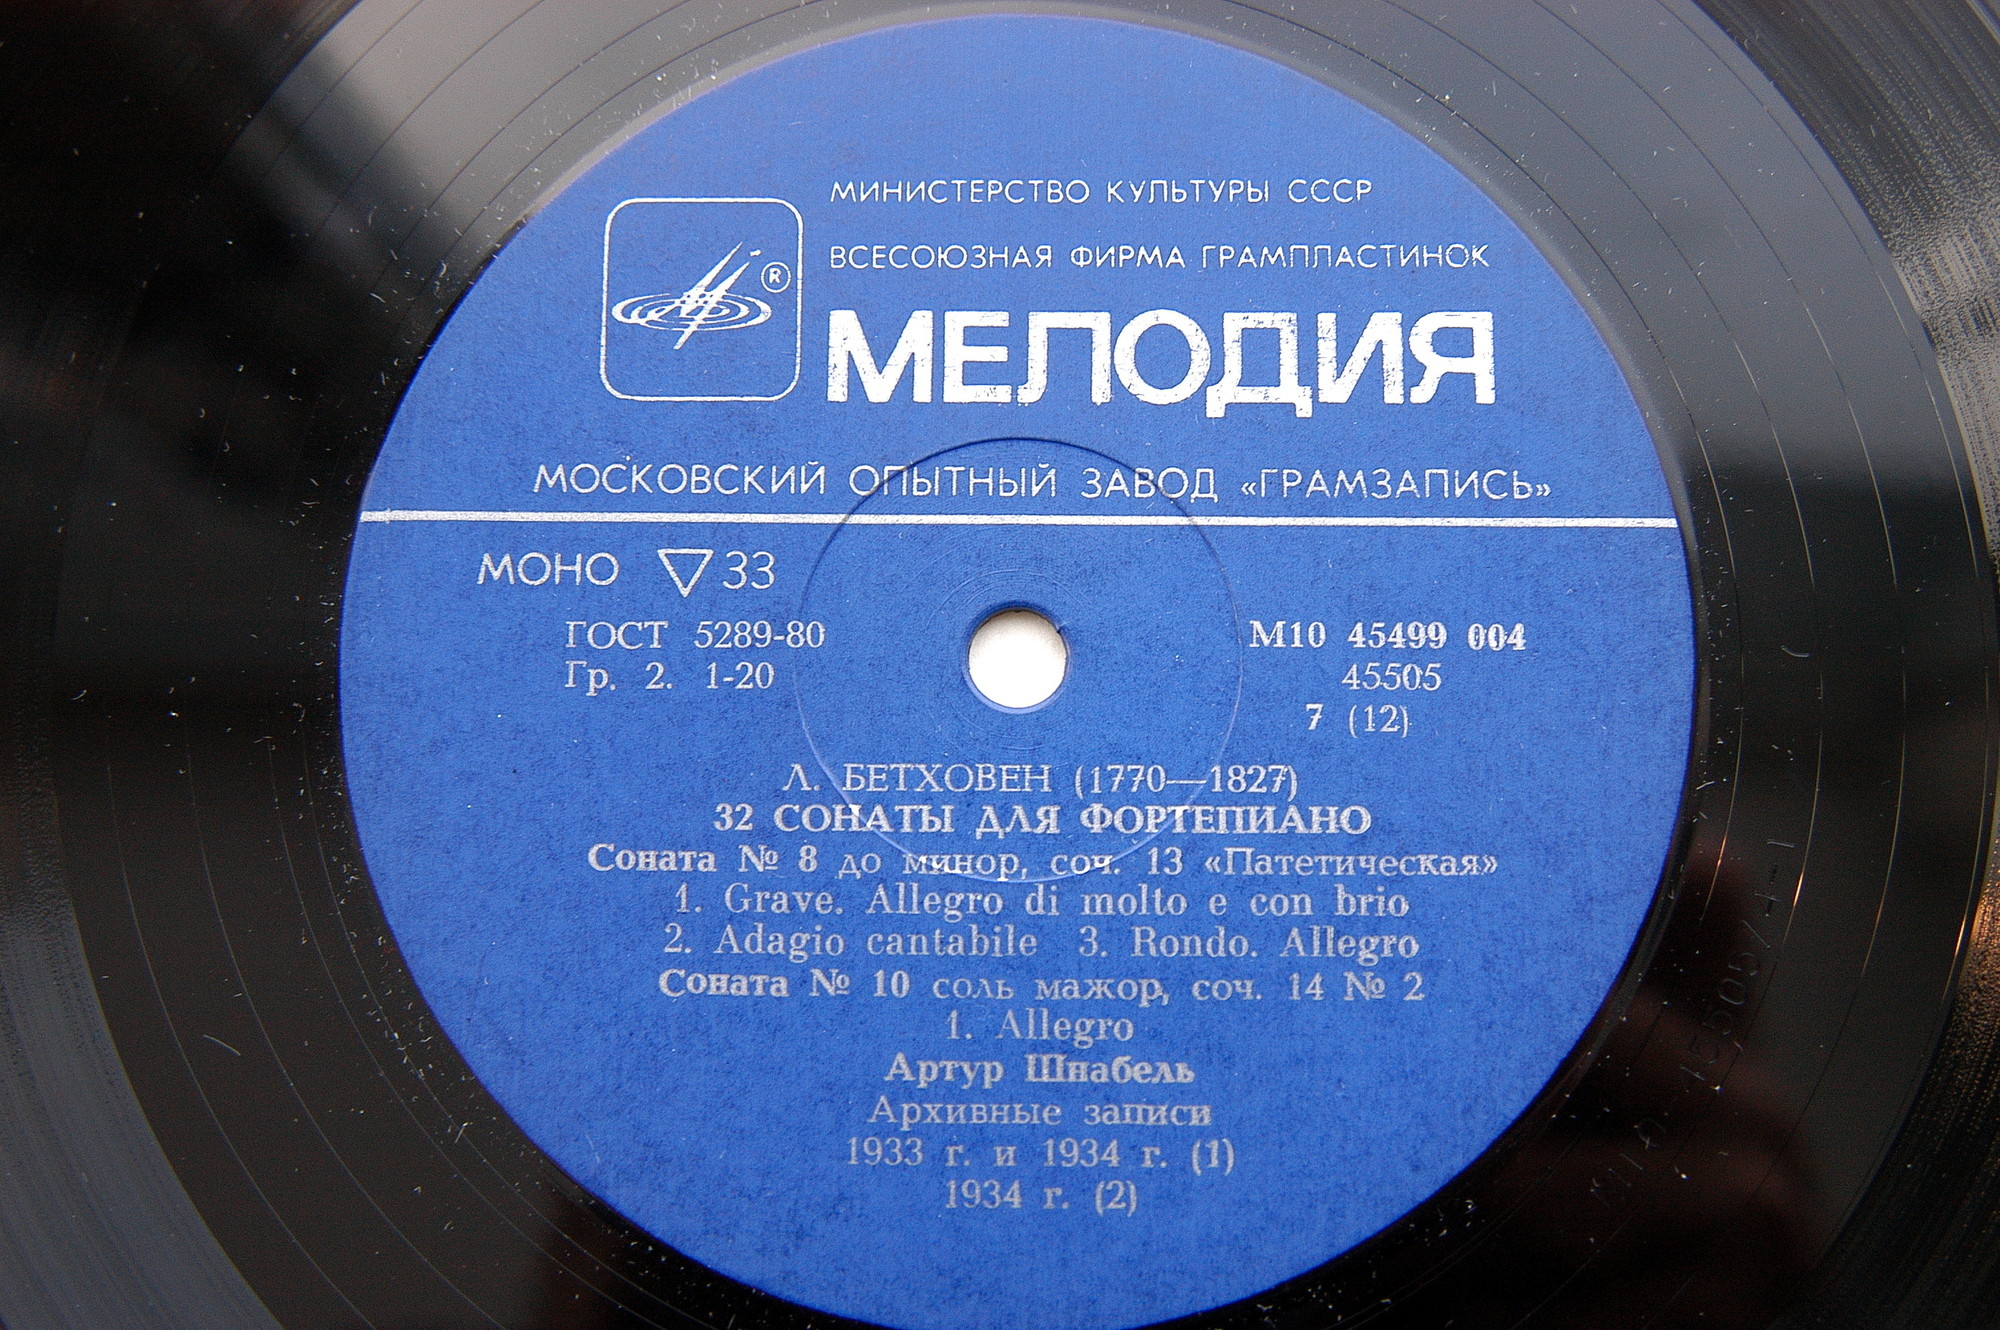 МИНИСТЕРСТВО КУЛЬТУРЫ СССР
ВСЕСОЮЗНАЯ ФИРМА ГРАМПЛАСТИНОК
®
МЕЛОДИЯ
МОСКОВСКИЙ ОПЫТНЫЙ ЗАВОД «ГРАМЗАПИСЬ»
МОНО ▽ 33
ГОСТ 5289-80
Гр. 2. 1-20
М10 45499 004
45505
7 (12)
Л. БЕТХОВЕН (1770—1827)
32 СОНАТЫ ДЛЯ ФОРТЕПИАНО
Соната № 8 до минор, соч. 13 «Патетическая»
1. Grave. Allegro di molto e con brio
2. Adagio cantabile 3. Rondo. Allegro
Соната № 10 соль мажор, соч. 14 № 2
1. Allegro
Артур Шнабель
Архивные записи
1933 г. и 1934 г. (1)
1934 г. (2)